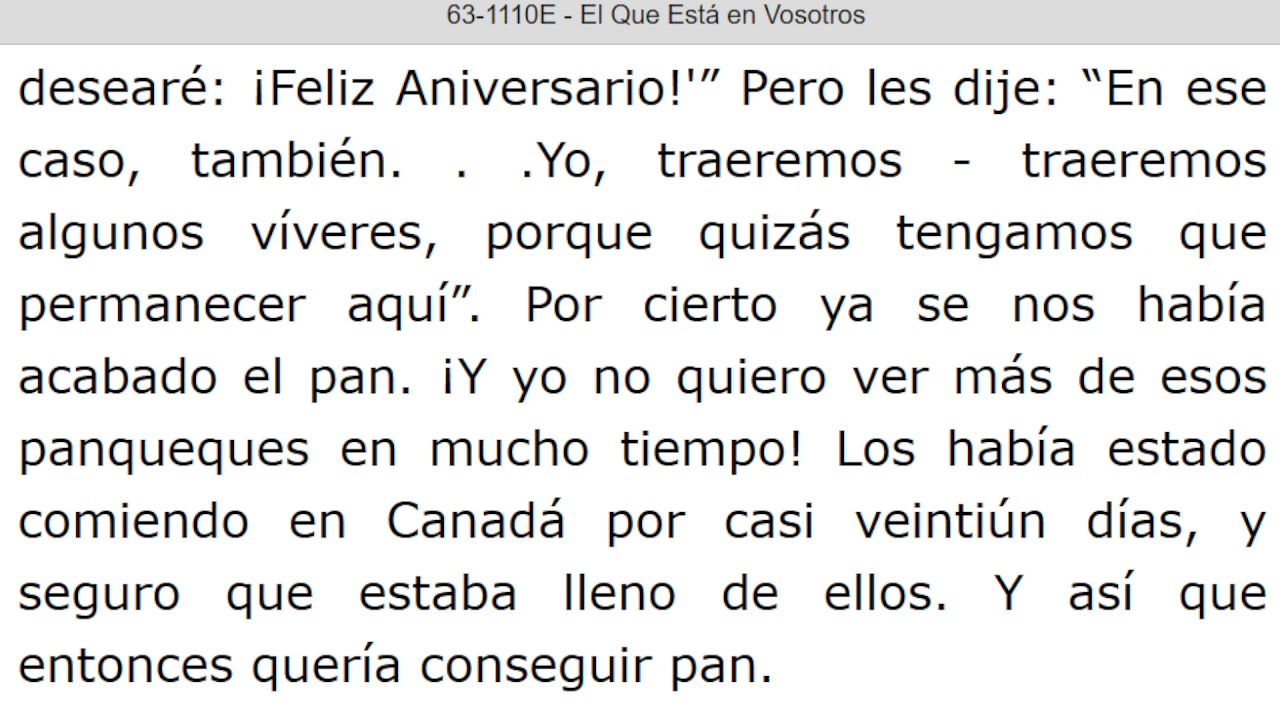 63-1110E - El Que Está en Vosotros
desearé: ¡Feliz Aniversario!'” Pero les dije: “En ese
caso, también. . .Yo, traeremos - traeremos
algunos víveres, porque quizás tengamos que
permanecer aquí”. Por cierto ya se nos había
acabado el pan. ¡Y yo no quiero ver más de esos
panqueques en mucho tiempo! Los había estado
comiendo en Canadá por casi veintiún días, y
seguro que estaba lleno de ellos. Y así que
entonces quería conseguir pan.